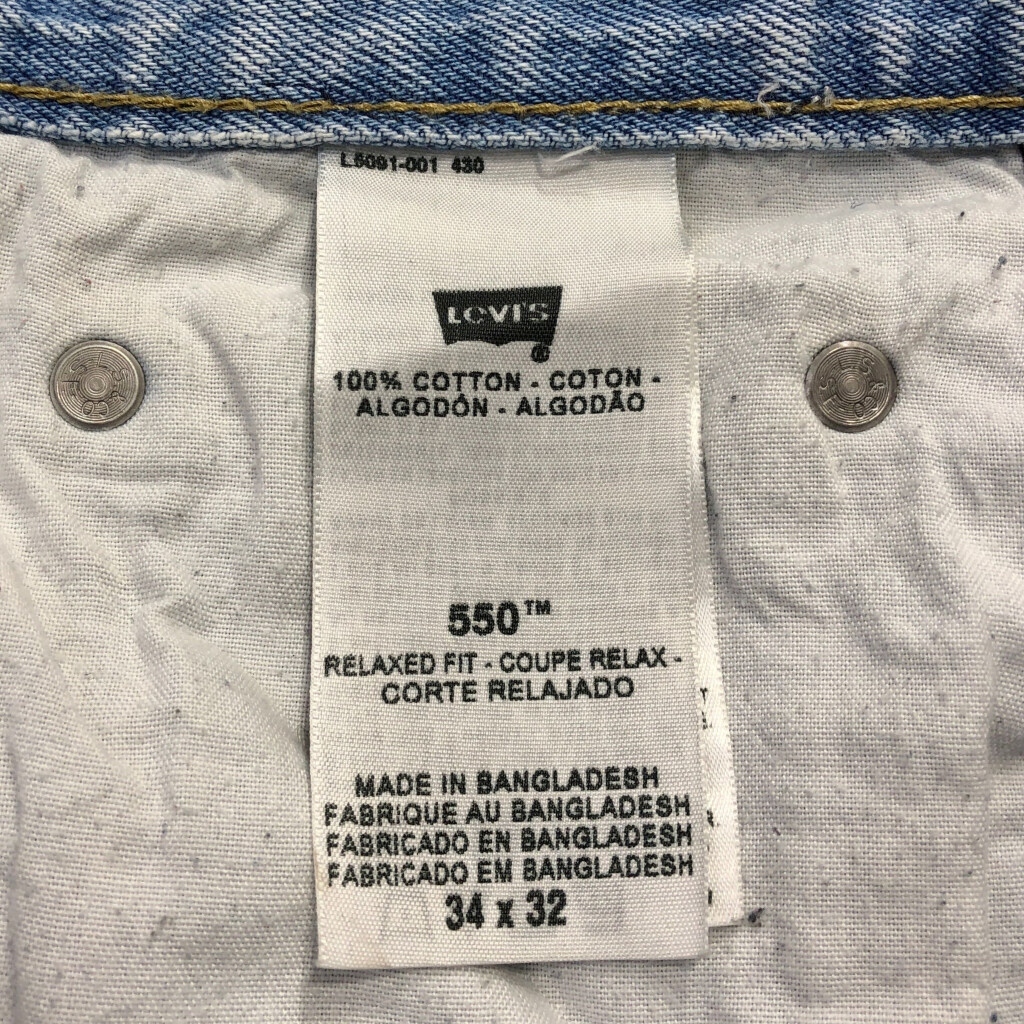 L5091-001 430
LEVI'S
®
100% COTTON - COTON -
ALGODÓN - ALGODÃO
550™
RELAXED FIT - COUPE RELAX -
CORTE RELAJADO
MADE IN BANGLADESH
FABRIQUE AU BANGLADESH
FABRICADO EN BANGLADESH
FABRICADO EM BANGLADESH
34 x 32